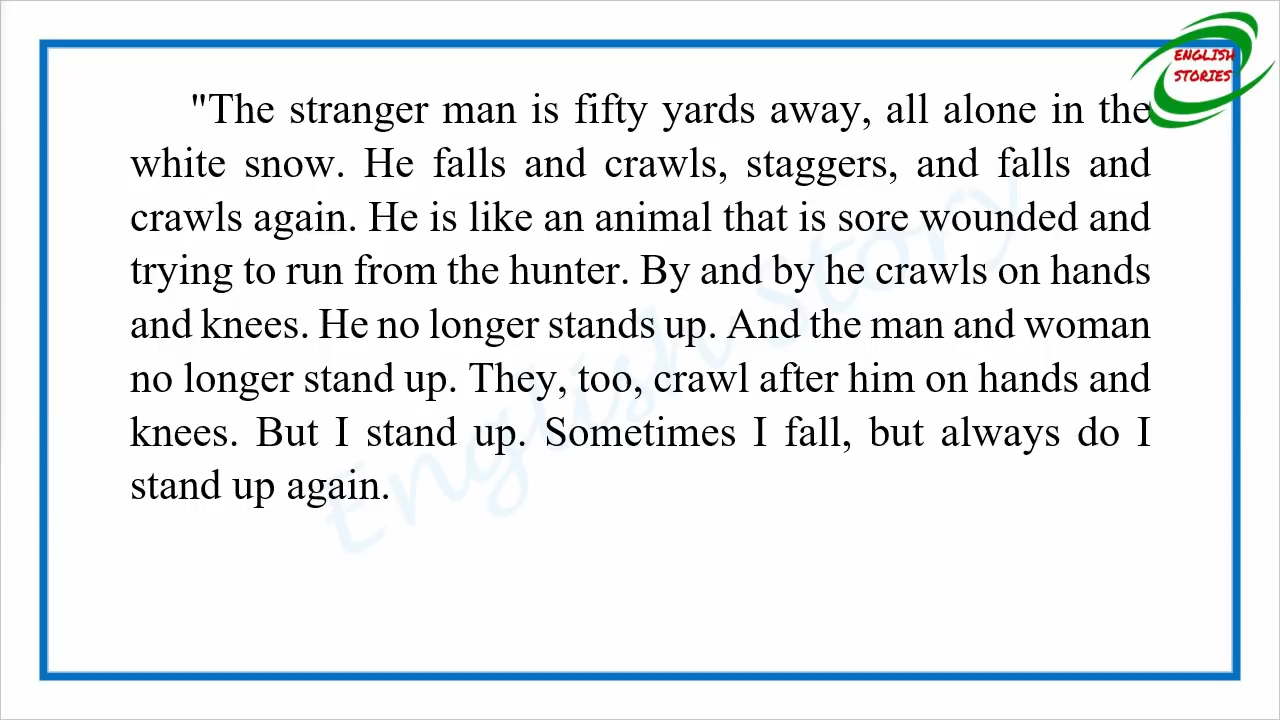 ENGLISH
STORIES
"The stranger man is fifty yards away, all alone in the
white snow. He falls and crawls, staggers, and falls and
crawls again. He is like an animal that is sore wounded and
trying to run from the hunter. By and by he crawls on hands
and knees. He no longer stands up. And the man and woman
no longer stand up. They, too, crawl after him on hands and
knees. But I stand up. Sometimes I fall, but always do I
stand up again.
English Story